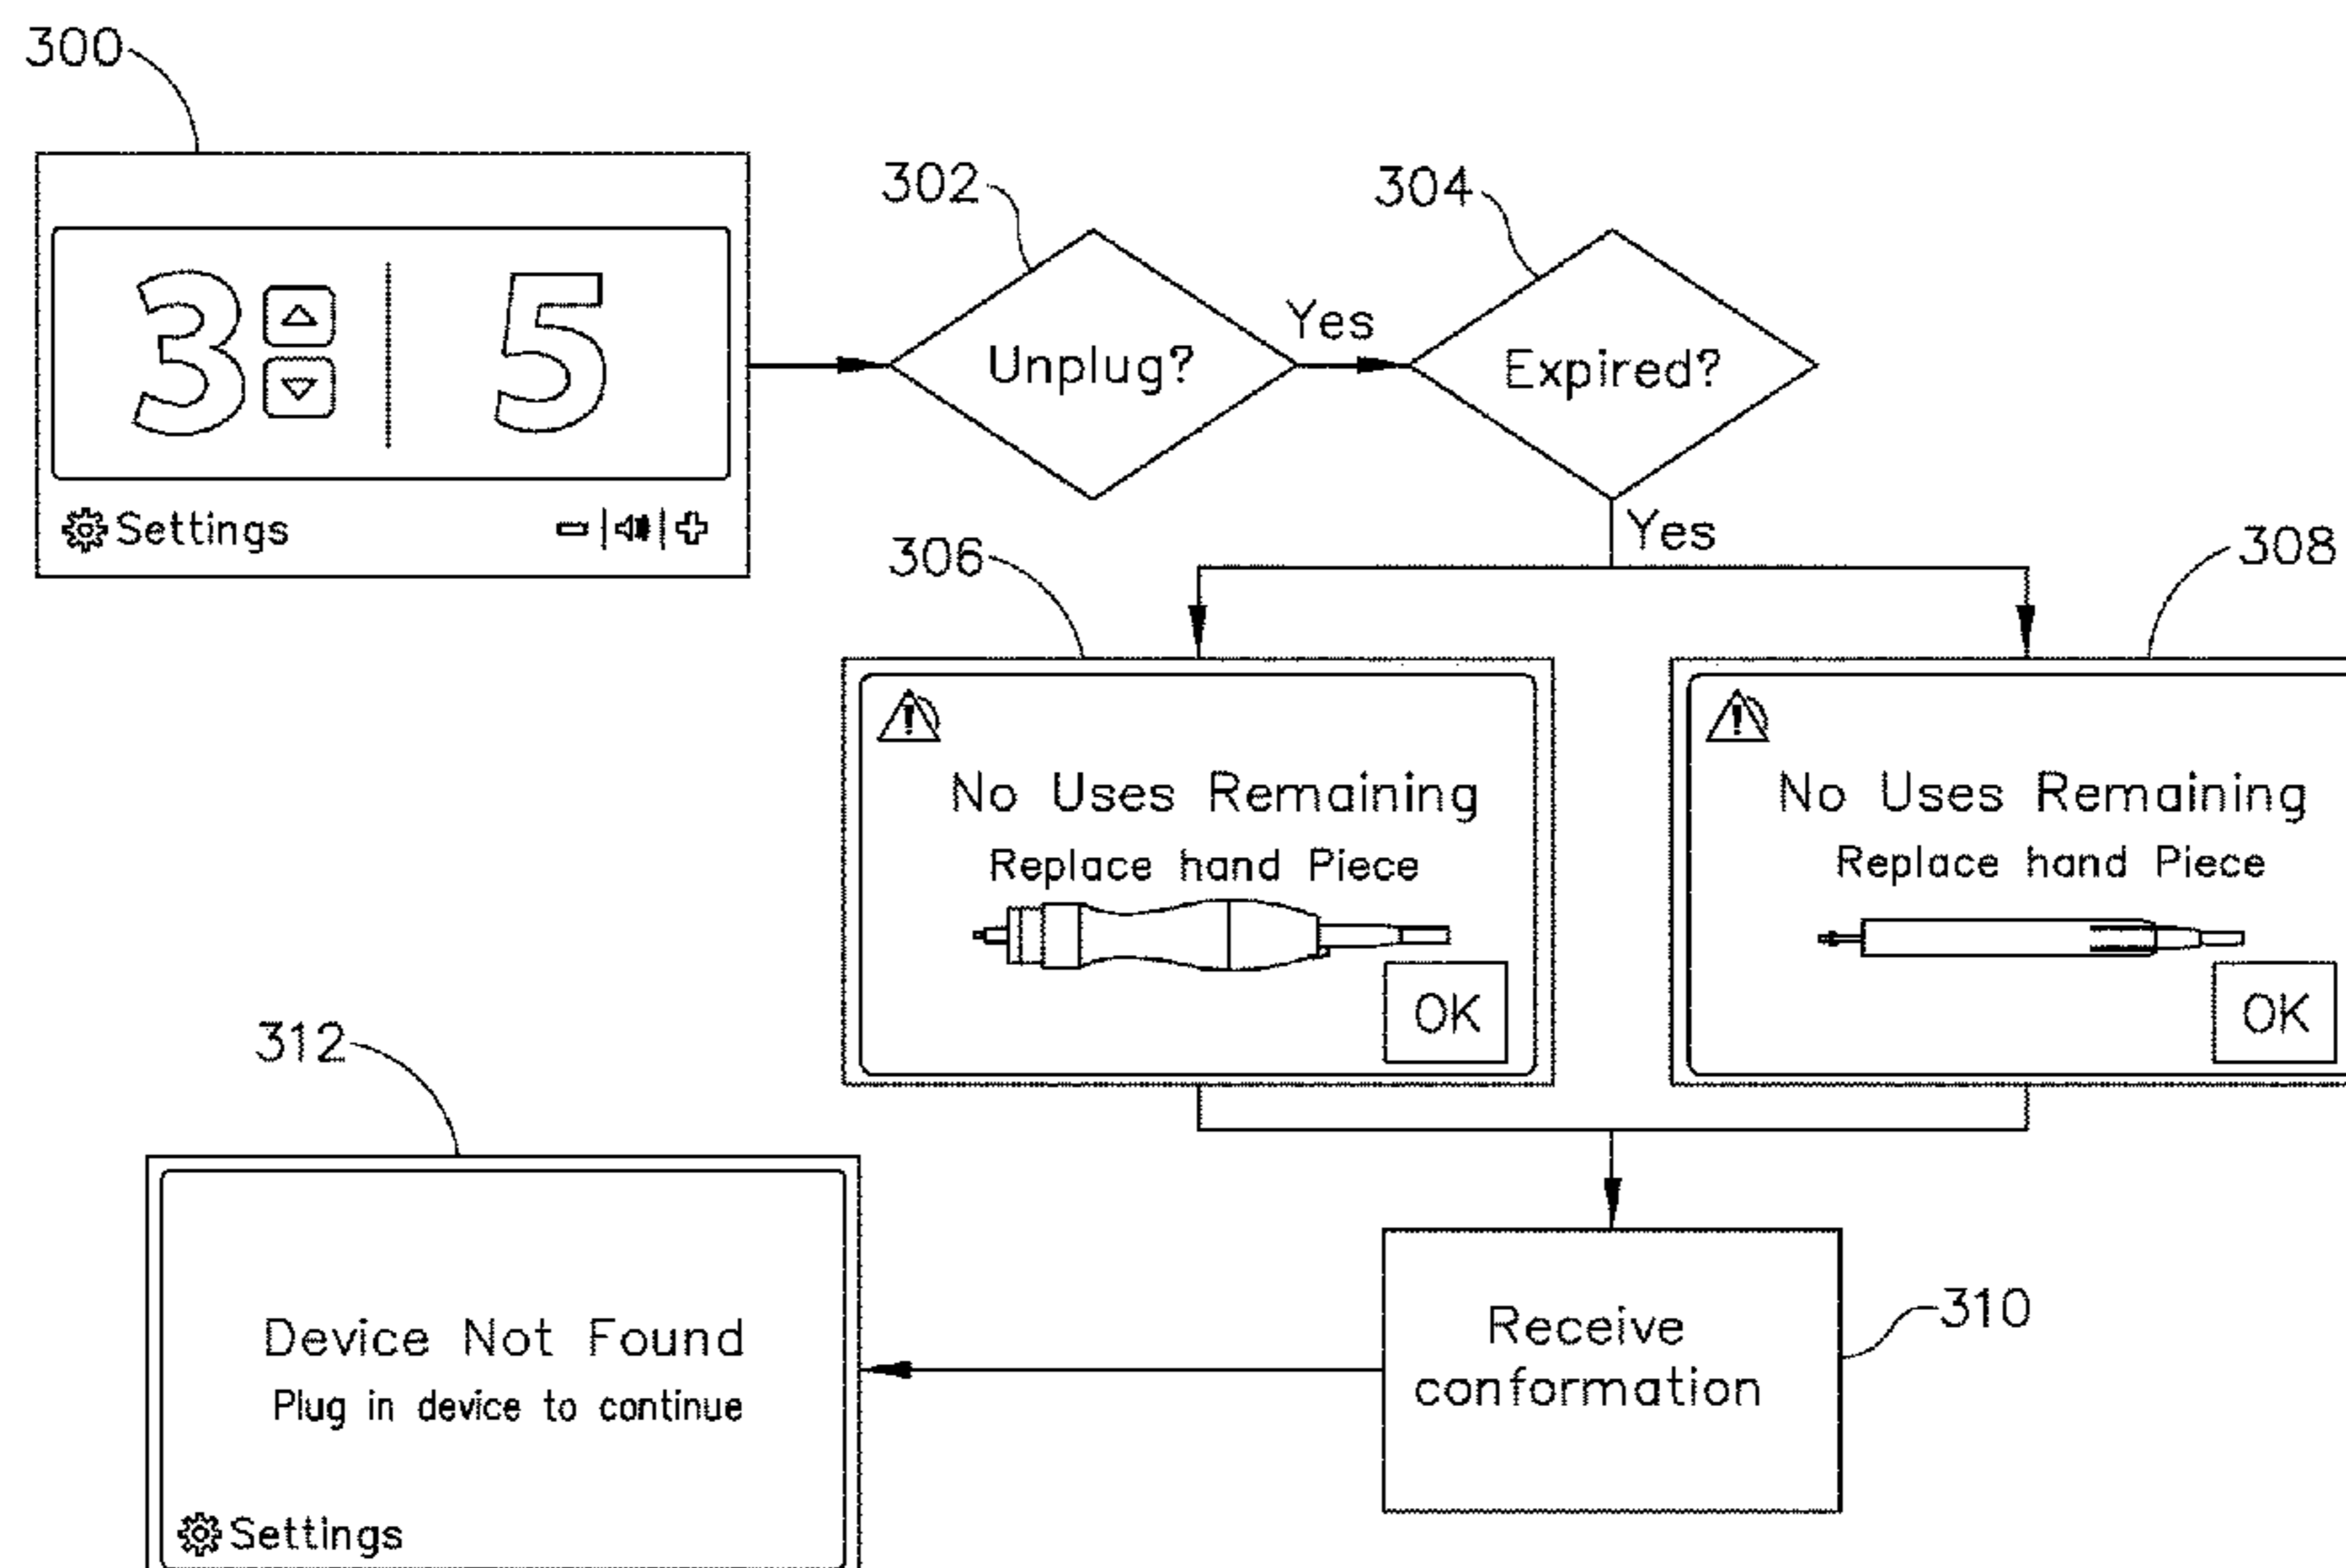 300
302
304
3
5
Yes
Unplug?
Expired?
Settings
Yes
306
308
No Uses Remaining
No Uses Remaining
Replace hand Piece
Replace hand Piece
OK
OK
312
310
Receive
conformation
Device Not Found
Plug in device to continue
Settings